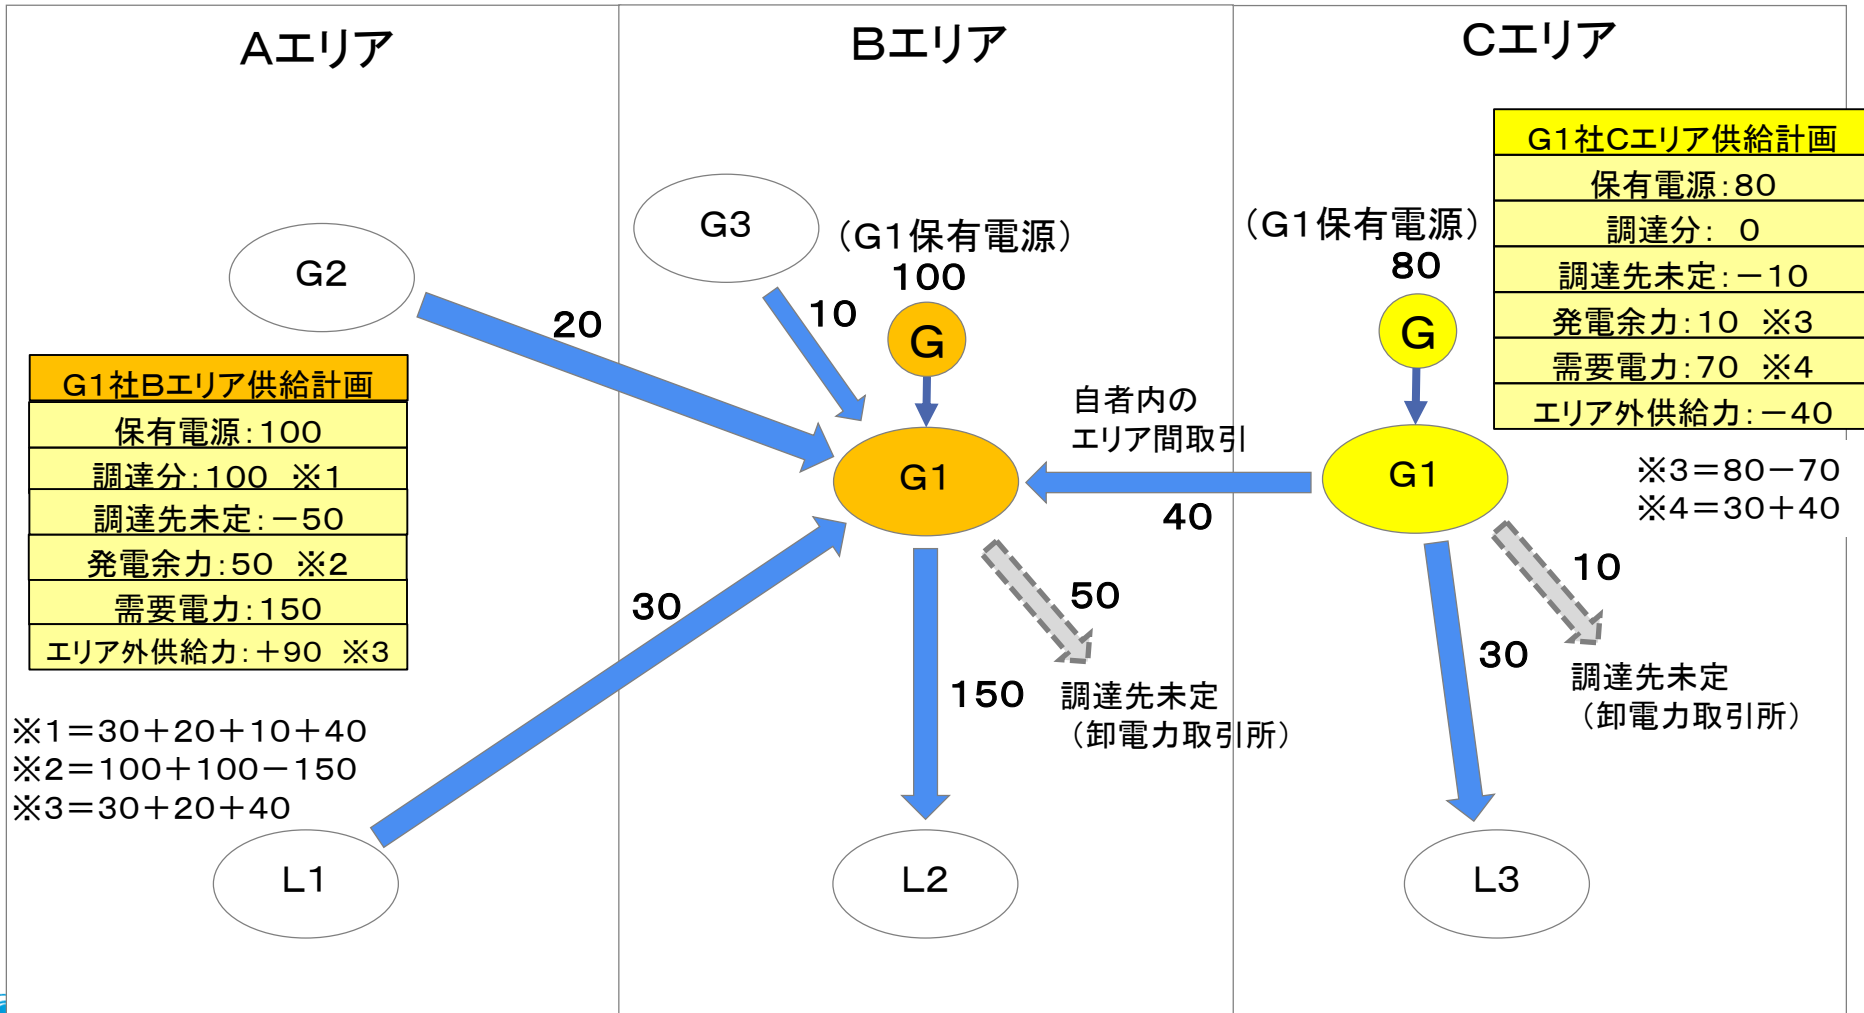 Aエリア
Bエリア
Cエリア
G1社Cエリア供給計画
保有電源:80
調達分: 0
調達先未定:-10
発電余力:10 ※3
需要電力:70 ※4
エリア外供給力:-40
※3=80-70
※4=30+40
G2
20
G3
10
(G1保有電源)
100
G
(G1保有電源)
80
G
G1社Bエリア供給計画
保有電源:100
調達分:100 ※1
調達先未定:-50
発電余力:50 ※2
需要電力:150
エリア外供給力:+90 ※3
※1=30+20+10+40
※2=100+100-150
※3=30+20+40
自者内の
エリア間取引
G1
40
G1
30
50
150
調達先未定
(卸電力取引所)
10
30
調達先未定
(卸電力取引所)
L1
L2
L3